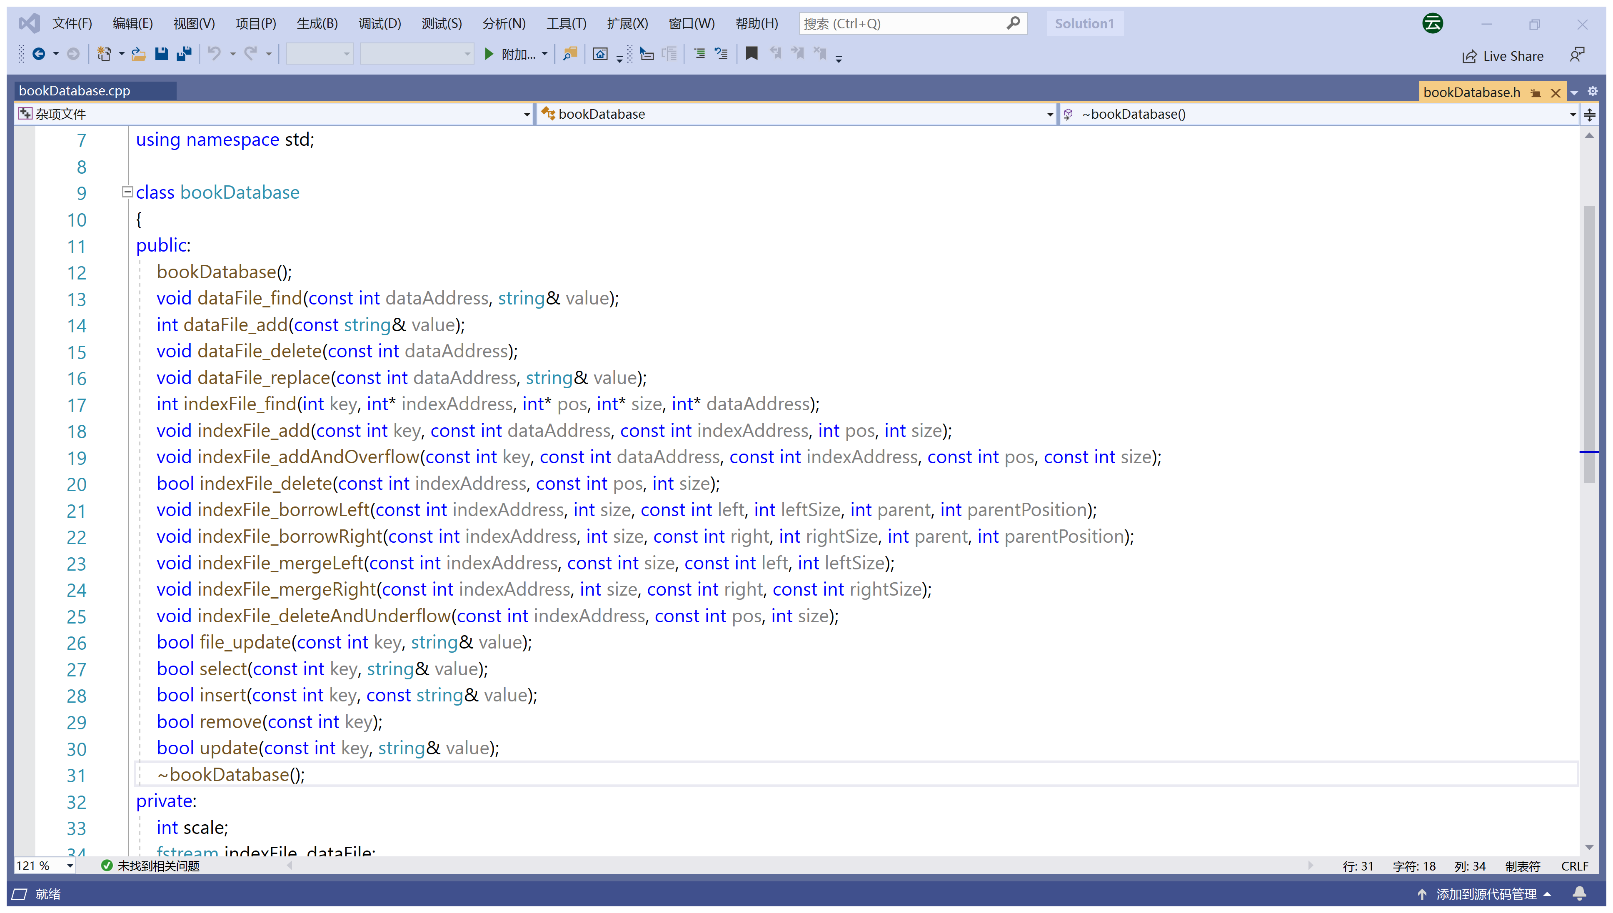 文件(F) 编辑(E) 视图(V) 项目(P) 生成(B) 调试(D) 测试(S) 分析(N) 工具(T) 扩展(X) 窗口(W) 帮助(H) 搜索 (Ctrl+Q) Solution1 云
附加... Live Share
bookDatabase.cpp bookDatabase.h
杂项文件 bookDatabase ~bookDatabase()
7 using namespace std;
8
9 class bookDatabase
10 {
11 public:
12 bookDatabase();
13 void dataFile_find(const int dataAddress, string& value);
14 int dataFile_add(const string& value);
15 void dataFile_delete(const int dataAddress);
16 void dataFile_replace(const int dataAddress, string& value);
17 int indexFile_find(int key, int* indexAddress, int* pos, int* size, int* dataAddress);
18 void indexFile_add(const int key, const int dataAddress, const int indexAddress, int pos, int size);
19 void indexFile_addAndOverflow(const int key, const int dataAddress, const int indexAddress, const int pos, const int size);
20 bool indexFile_delete(const int indexAddress, const int pos, int size);
21 void indexFile_borrowLeft(const int indexAddress, int size, const int left, int leftSize, int parent, int parentPosition);
22 void indexFile_borrowRight(const int indexAddress, int size, const int right, int rightSize, int parent, int parentPosition);
23 void indexFile_mergeLeft(const int indexAddress, const int size, const int left, int leftSize);
24 void indexFile_mergeRight(const int indexAddress, int size, const int right, const int rightSize);
25 void indexFile_deleteAndUnderflow(const int indexAddress, const int pos, int size);
26 bool file_update(const int key, string& value);
27 bool select(const int key, string& value);
28 bool insert(const int key, const string& value);
29 bool remove(const int key);
30 bool update(const int key, string& value);
31 ~bookDatabase();
32 private:
33 int scale;
34 fstream indexFile, dataFile;
121 % 未找到相关问题 行: 31 字符: 18 列: 34 制表符 CRLF
就绪 添加到源代码管理